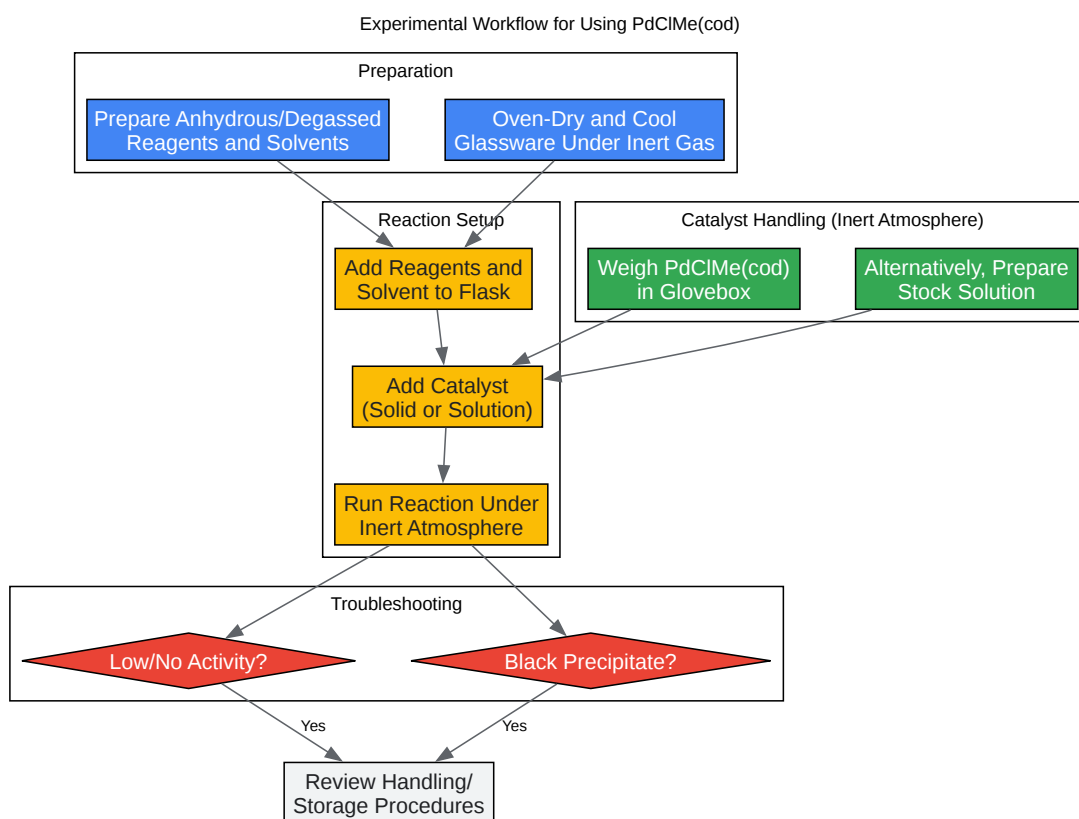 Experimental Workflow for Using PdClMe(cod)
Preparation
Prepare Anhydrous/Degassed
Reagents and Solvents
Oven-Dry and Cool
Glassware Under Inert Gas
Reaction Setup
Catalyst Handling (Inert Atmosphere)
Add Reagents and
Solvent to Flask
Weigh PdClMe(cod)
in Glovebox
Alternatively, Prepare
Stock Solution
Add Catalyst
(Solid or Solution)
Run Reaction Under
Inert Atmosphere
Troubleshooting
Low/No Activity?
Black Precipitate?
Yes
Yes
Review Handling/
Storage Procedures